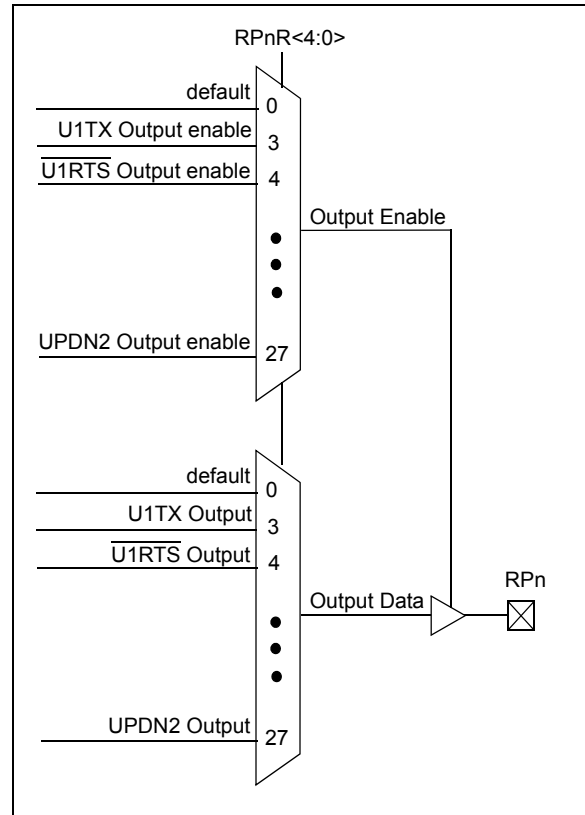 RPnR<4:0>
default
0
U1TX Output enable
3
U1RTS Output enable
4
Output Enable
UPDN2 Output enable
27
default
0
U1TX Output
3
U1RTS Output
4
RPn
Output Data
UPDN2 Output
27